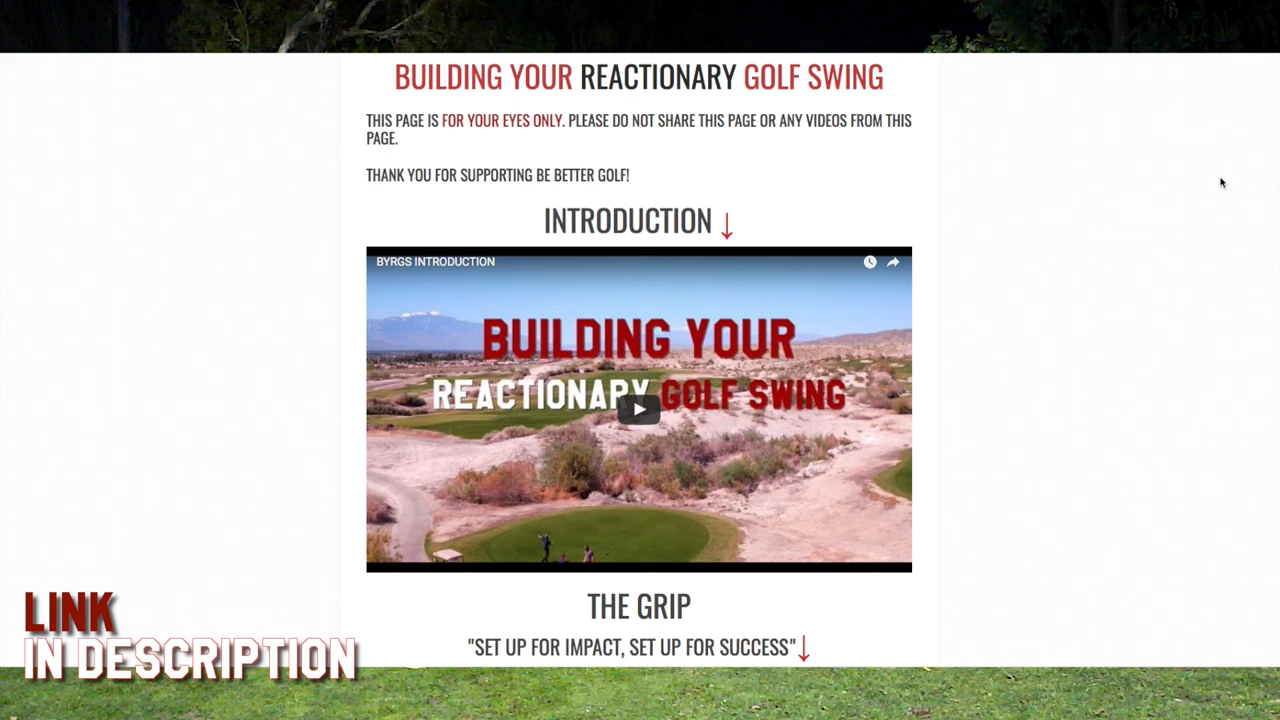 BUILDING YOUR REACTIONARY GOLF SWING
THIS PAGE IS FOR YOUR EYES ONLY. PLEASE DO NOT SHARE THIS PAGE OR ANY VIDEOS FROM THIS
PAGE.
THANK YOU FOR SUPPORTING BE BETTER GOLF!
INTRODUCTION ↓
BYRGS INTRODUCTION
BUILDING YOUR
REACTIONARY GOLF SWING
THE GRIP
"SET UP FOR IMPACT, SET UP FOR SUCCESS"↓
LINK
IN DESCRIPTION